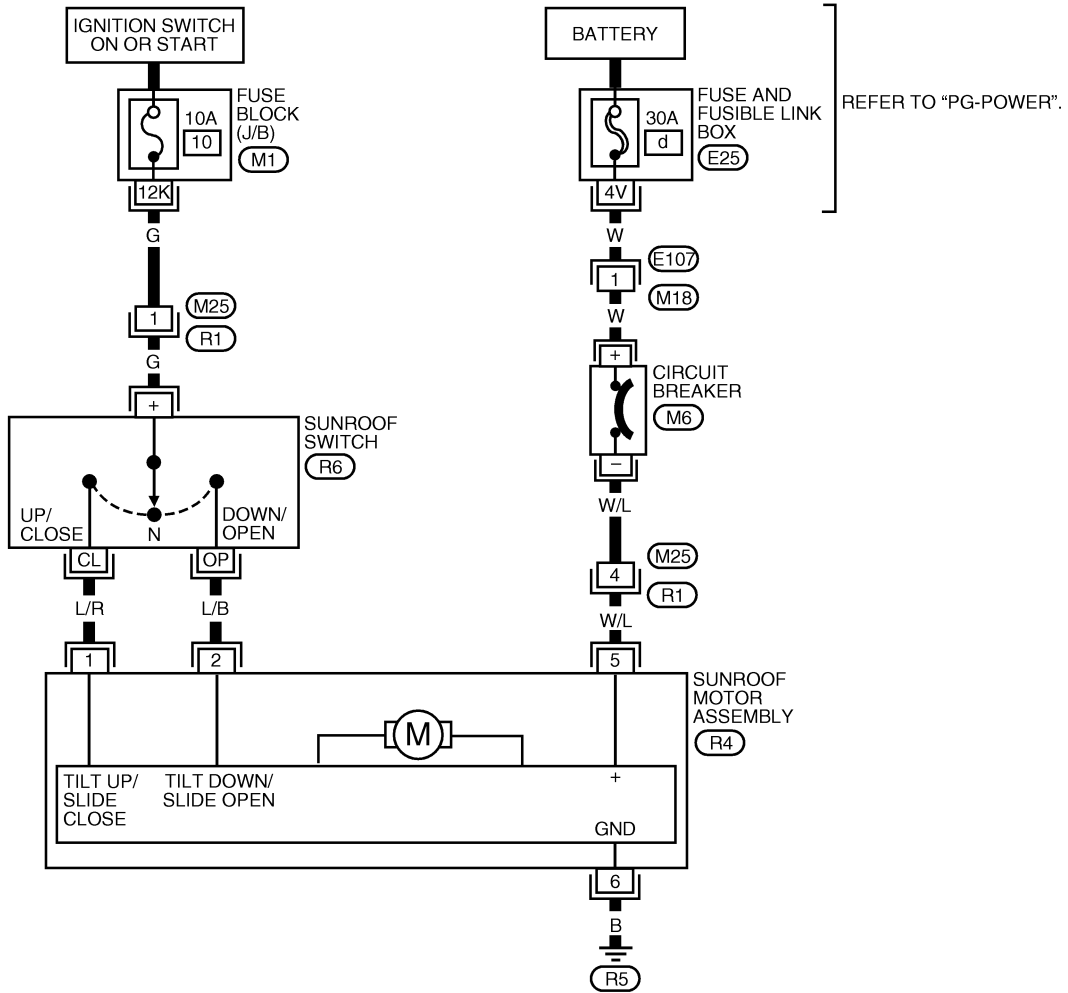 IGNITION SWITCH
ON OR START
BATTERY
REFER TO “PG-POWER”.
10A
10
FUSE
BLOCK
(J/B)
M1
30A
d
FUSE AND
FUSIBLE LINK
BOX
E25
12K
4V
G
W
1
E107
M18
1
M25
R1
W
G
+
CIRCUIT
BREAKER
M6
+
SUNROOF
SWITCH
R6
UP/
CLOSE
N
DOWN/
OPEN
–
W/L
CL
OP
4
M25
R1
L/R
L/B
W/L
1
2
5
SUNROOF
MOTOR
ASSEMBLY
R4
M
TILT UP/
SLIDE
CLOSE
TILT DOWN/
SLIDE OPEN
+
GND
6
B
R5